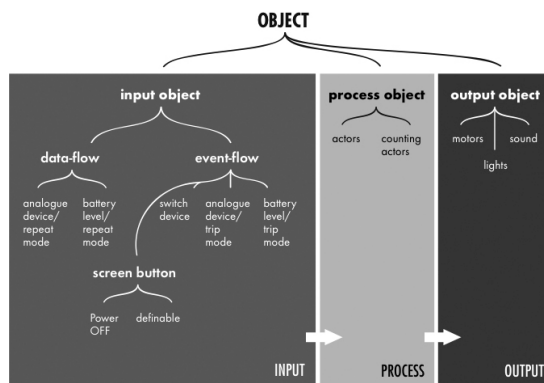 OBJECT
input object
process object
output object
actors
counting
actors
motors
sound
lights
data-flow
event-flow
analogue
device/
repeat
mode
battery
level/
repeat
mode
switch
device
analogue
device/
trip
mode
battery
level/
trip
mode
screen button
Power
OFF
definable
INPUT
PROCESS
OUTPUT